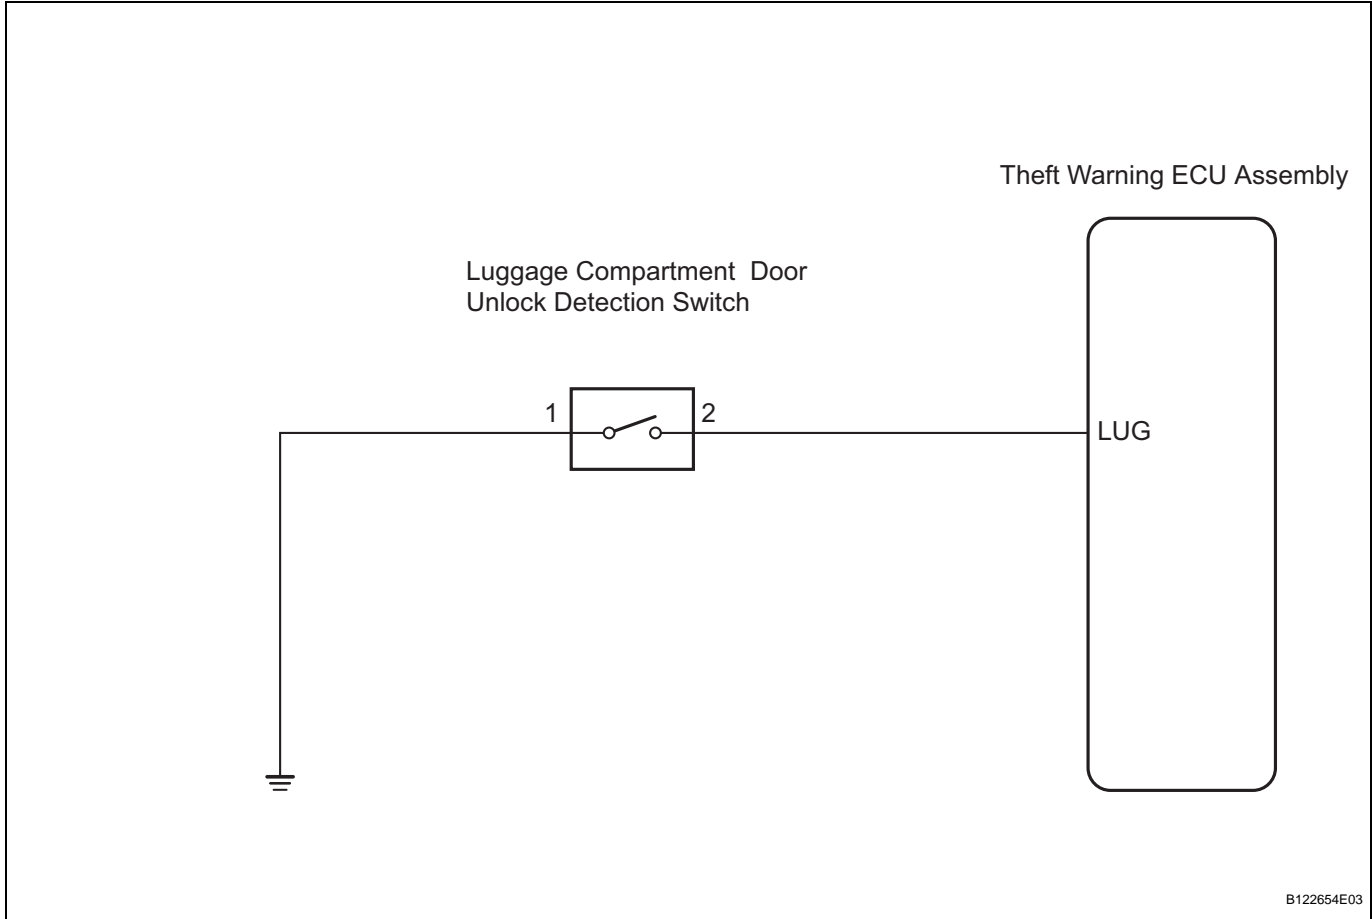 Theft Warning ECU Assembly
Luggage Compartment  Door
Unlock Detection Switch
1
2
LUG
B122654E03